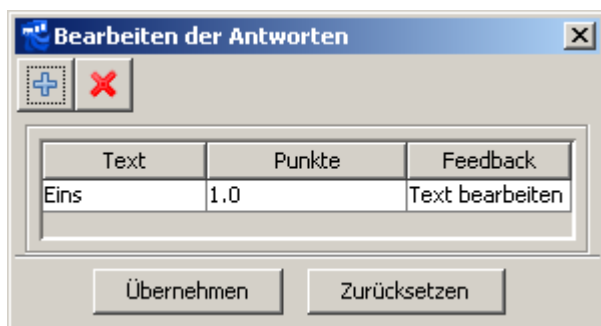 Bearbeiten der Antworten
Text Punkte Feedback
Eins 1.0 Text bearbeiten
Übernehmen Zurücksetzen